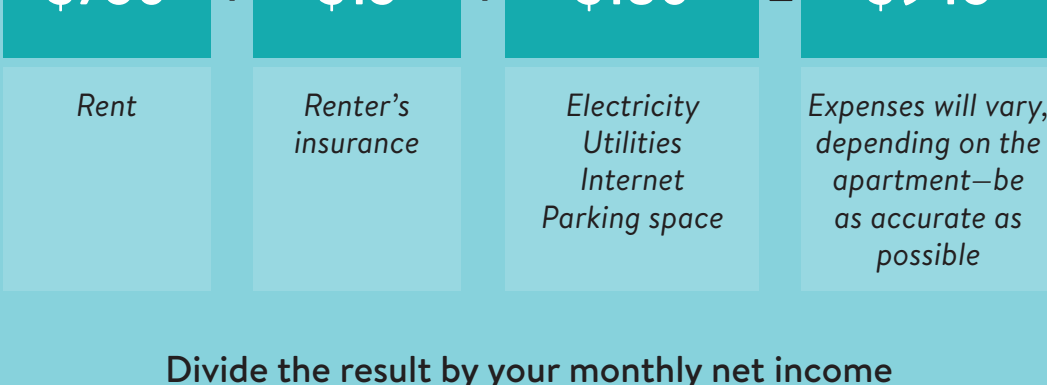 Rent
Renter's
insurance
Electricity
Utilities
Internet
Parking space
Expenses will vary,
depending on the
apartment—be
as accurate as
possible
Divide the result by your monthly net income